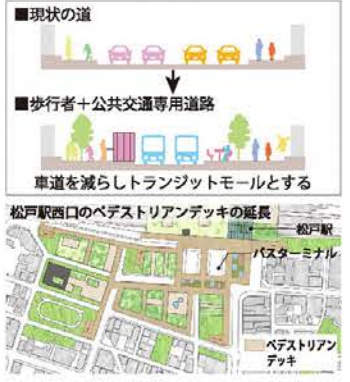 ■現状の道
■歩行者+公共交通専用道路
車道を減らしトランジットモールとする
松戸駅西口のペデストリアンデッキの延長
松戸駅
バスターミナル
ペデストリアン
デッキ